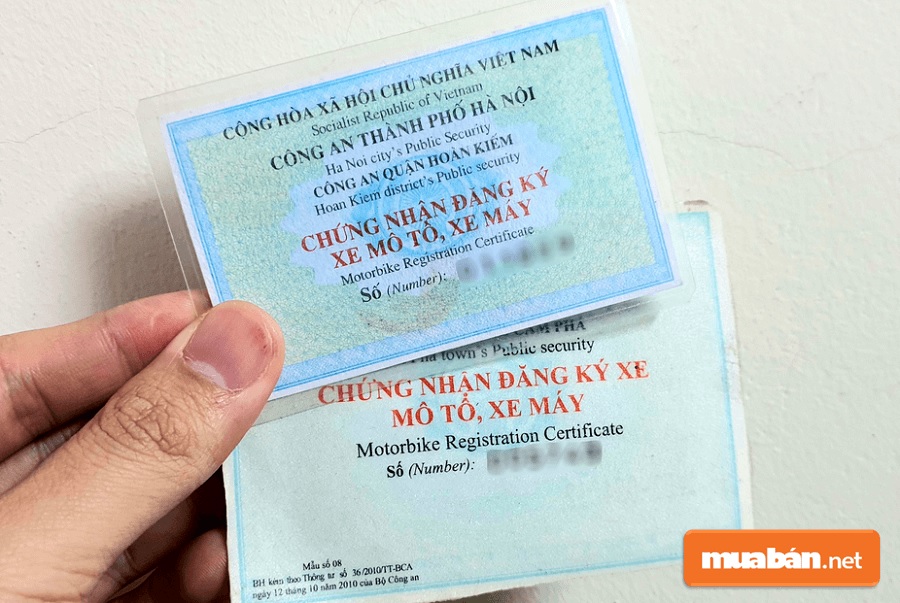 CỘNG HÒA XÃ HỘI CHỦ NGHĨA VIỆT NAM
Socialist Republic of Vietnam
CÔNG AN THÀNH PHỐ HÀ NỘI
Ha Noi city's Public Security
CÔNG AN QUẬN HOÀN KIẾM
Hoan Kiem district's Public security
CHỨNG NHẬN ĐĂNG KÝ
XE MÔ TÔ, XE MÁY
Motorbike Registration Certificate
Số (Number):
CẨM PHẢ
town's Public security
CHỨNG NHẬN ĐĂNG KÝ XE
MÔ TÔ, XE MÁY
Motorbike Registration Certificate
Số (Number):
Mẫu số 08
BH kèm theo Thông tư số 36/2010/TT-BCA
ngày 12 tháng 10 năm 2010 của Bộ Công an
muabán.net